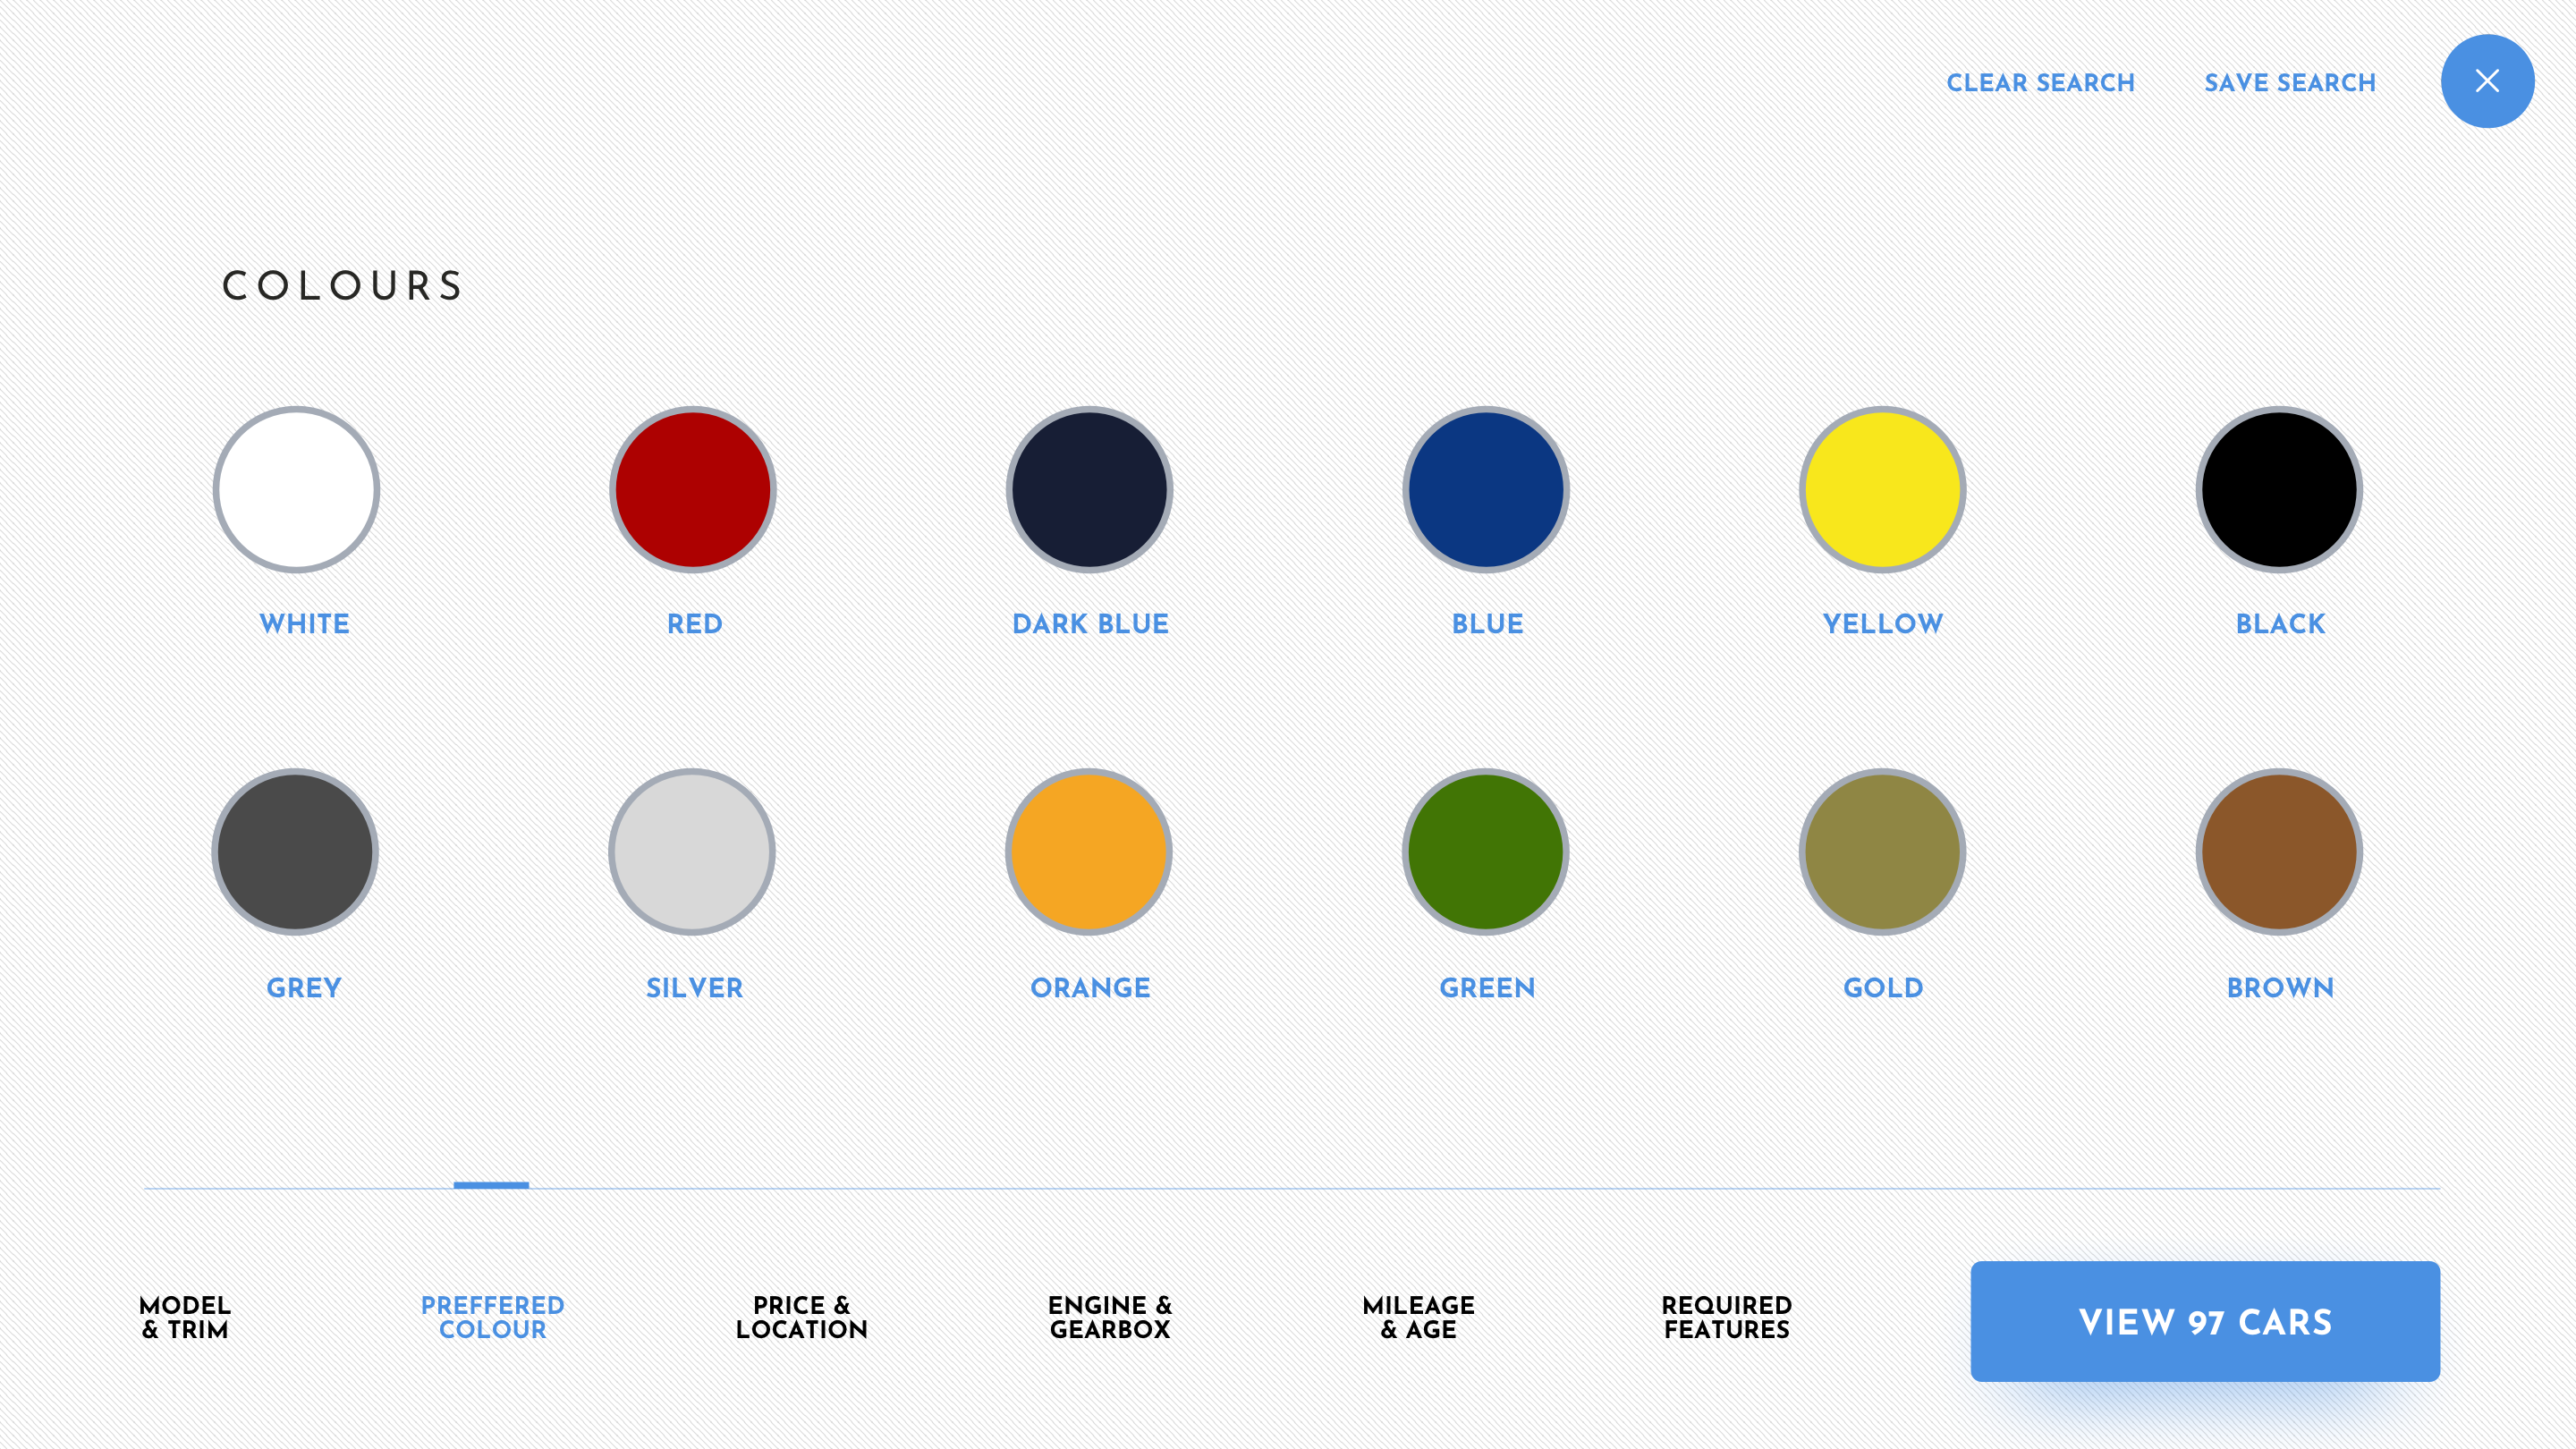 CLEAR SEARCH
SAVE SEARCH
COLOURS
WHITE
RED
DARK BLUE
BLUE
YELLOW
BLACK
GREY
SILVER
ORANGE
GREEN
GOLD
BROWN
MODEL
& TRIM
PREFFERED
COLOUR
PRICE &
LOCATION
ENGINE &
GEARBOX
MILEAGE
& AGE
REQUIRED
FEATURES
VIEW 97 CARS